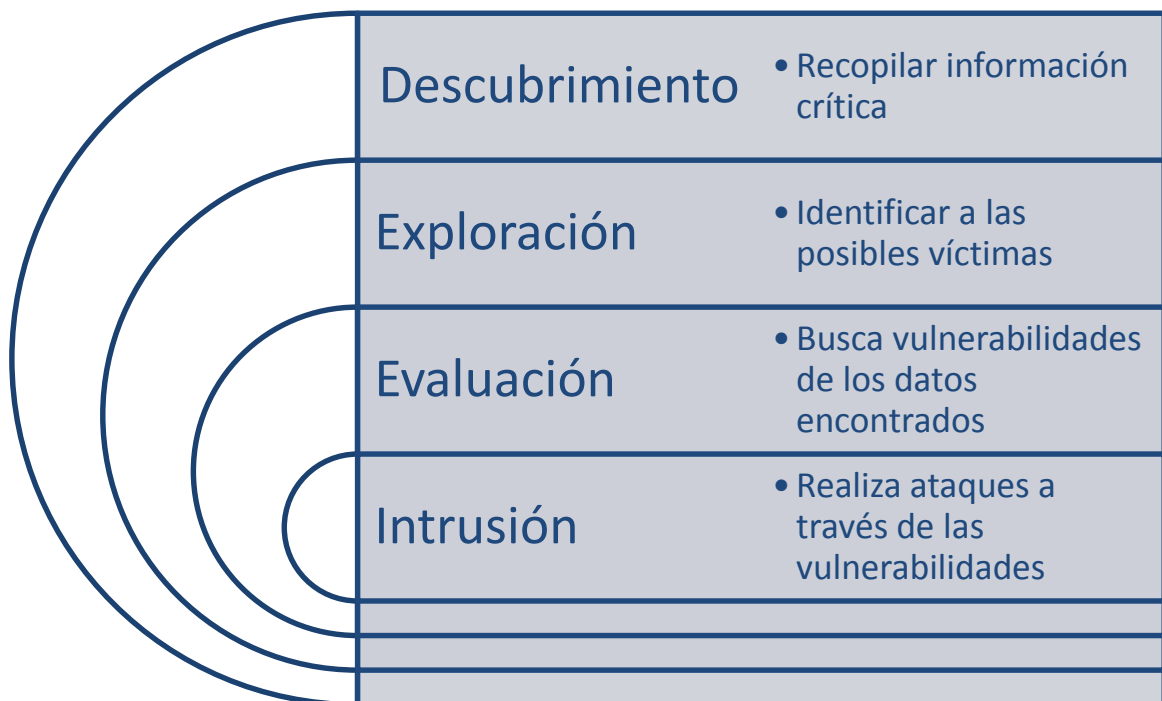 Descubrimiento
• Recopilar información
crítica
Exploración
• Identificar a las
posibles víctimas
Evaluación
• Busca vulnerabilidades
de los datos
encontrados
Intrusión
• Realiza ataques a
través de las
vulnerabilidades